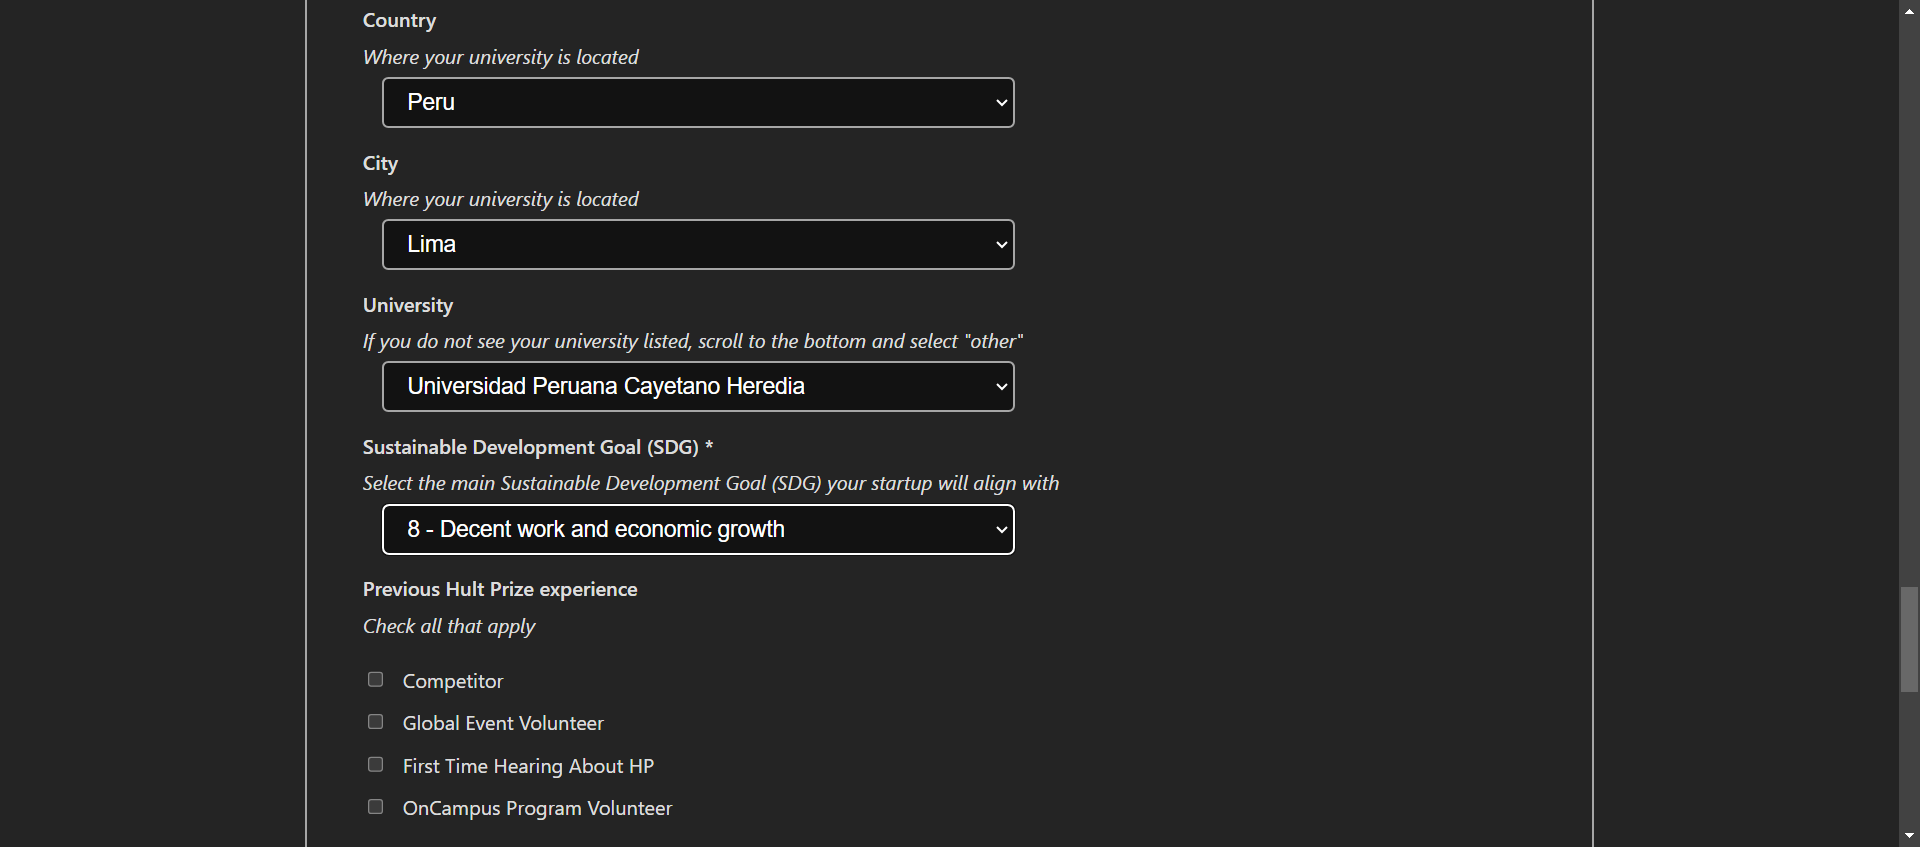 Country
Where your university is located
Peru
City
Where your university is located
Lima
University
If you do not see your university listed, scroll to the bottom and select "other"
Universidad Peruana Cayetano Heredia
Sustainable Development Goal (SDG) *
Select the main Sustainable Development Goal (SDG) your startup will align with
8 - Decent work and economic growth
Previous Hult Prize experience
Check all that apply
Competitor
Global Event Volunteer
First Time Hearing About HP
OnCampus Program Volunteer